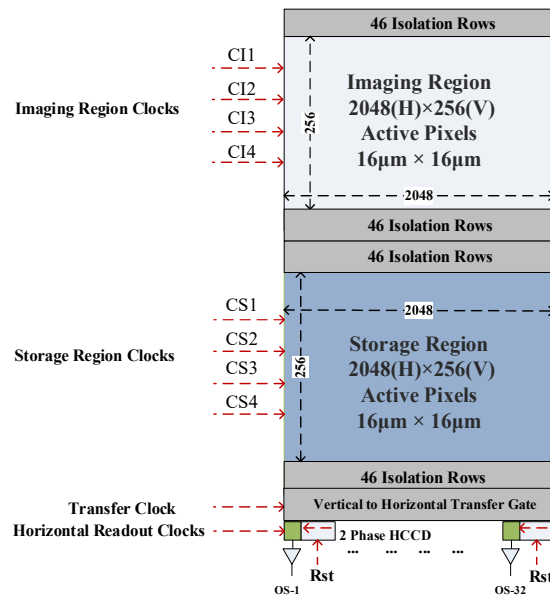 46 Isolation Rows
CI1
CI2
CI3
CI4
Imaging Region Clocks
256
Imaging Region
2048(H)×256(V)
Active Pixels
16μm × 16μm
2048
46 Isolation Rows
46 Isolation Rows
CS1
CS2
CS3
CS4
Storage Region Clocks
2048
256
Storage Region
2048(H)×256(V)
Active Pixels
16μm × 16μm
46 Isolation Rows
Transfer Clock
Vertical to Horizontal Transfer Gate
Horizontal Readout Clocks
2 Phase HCCD
... ... ... ...
Rst
Rst
OS-1
OS-32